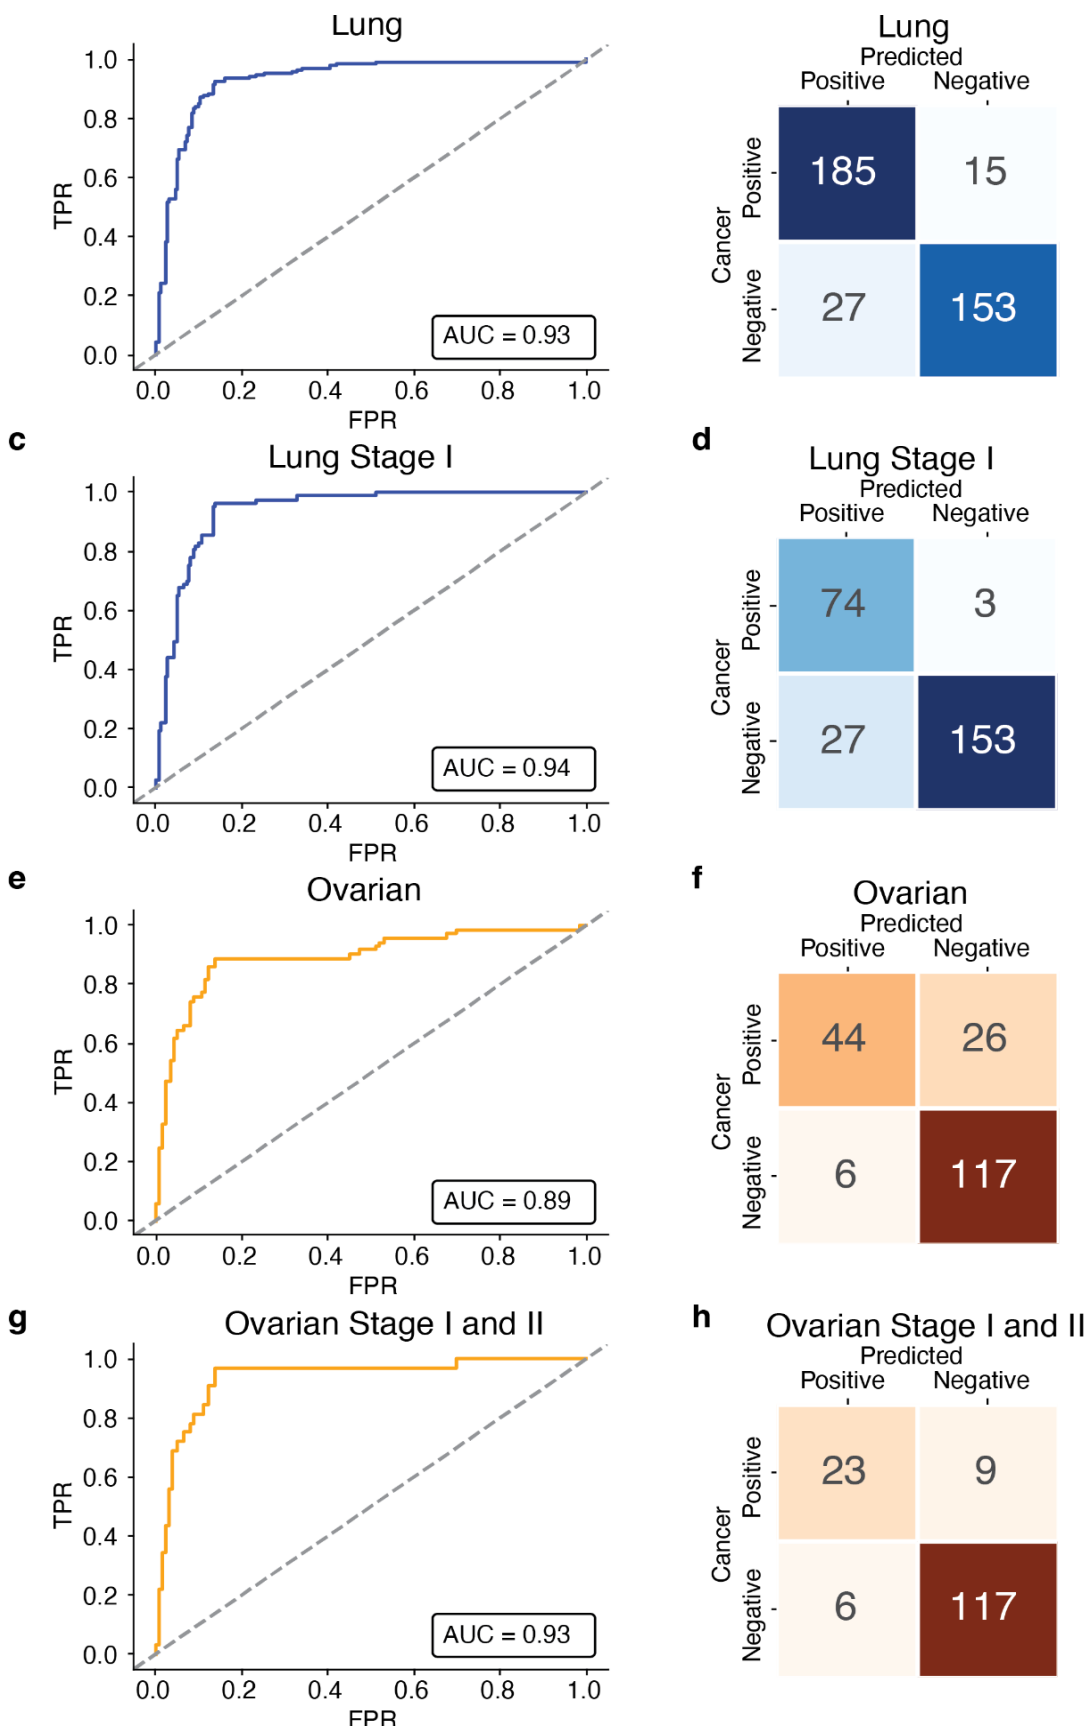 Lung
1.0
0.8
0.6
0.4
0.2
0.0
TPR
AUC = 0.93
0.0 0.2 0.4 0.6 0.8 1.0
FPR
Lung
Predicted
Positive Negative
Cancer
Positive
185 15
Negative
27 153
c
Lung Stage I
1.0
0.8
0.6
0.4
0.2
0.0
TPR
AUC = 0.94
0.0 0.2 0.4 0.6 0.8 1.0
FPR
d
Lung Stage I
Predicted
Positive Negative
Cancer
Positive
74 3
Negative
27 153
e
Ovarian
1.0
0.8
0.6
0.4
0.2
0.0
TPR
AUC = 0.89
0.0 0.2 0.4 0.6 0.8 1.0
FPR
f
Ovarian
Predicted
Positive Negative
Cancer
Positive
44 26
Negative
6 117
g
Ovarian Stage I and II
1.0
0.8
0.6
0.4
0.2
0.0
TPR
AUC = 0.93
0.0 0.2 0.4 0.6 0.8 1.0
FPR
h
Ovarian Stage I and II
Predicted
Positive Negative
Cancer
Positive
23 9
Negative
6 117